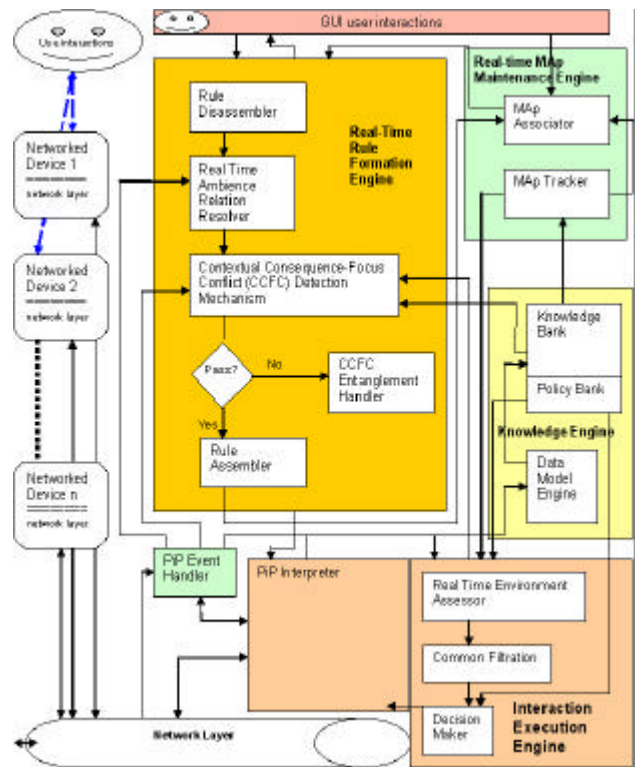 GUI user interactions
Use interactions
Real-time MAp
Maintenance Engine
MAp
Associator
MAp Tracker
Rule
Disassembler
Real-Time
Rule
Formation
Engine
Real Time
Ambience
Relation
Resolver
Contextual Consequence-Focus
Conflict (CCFC) Detection
Mechanism
Pass?
No
CCFC
Entanglement
Handler
Yes
Rule
Assembler
Networked
Device 1
network layer
Networked
Device 2
network layer
Networked
Device n
network layer
Knowledge
Bank
Policy Bank
Knowledge Engine
Data
Model
Engine
PiP Event
Handler
PiP Interpreter
Real Time Environment
Assessor
Common Filtration
Decision
Maker
Interaction
Execution
Engine
Network Layer